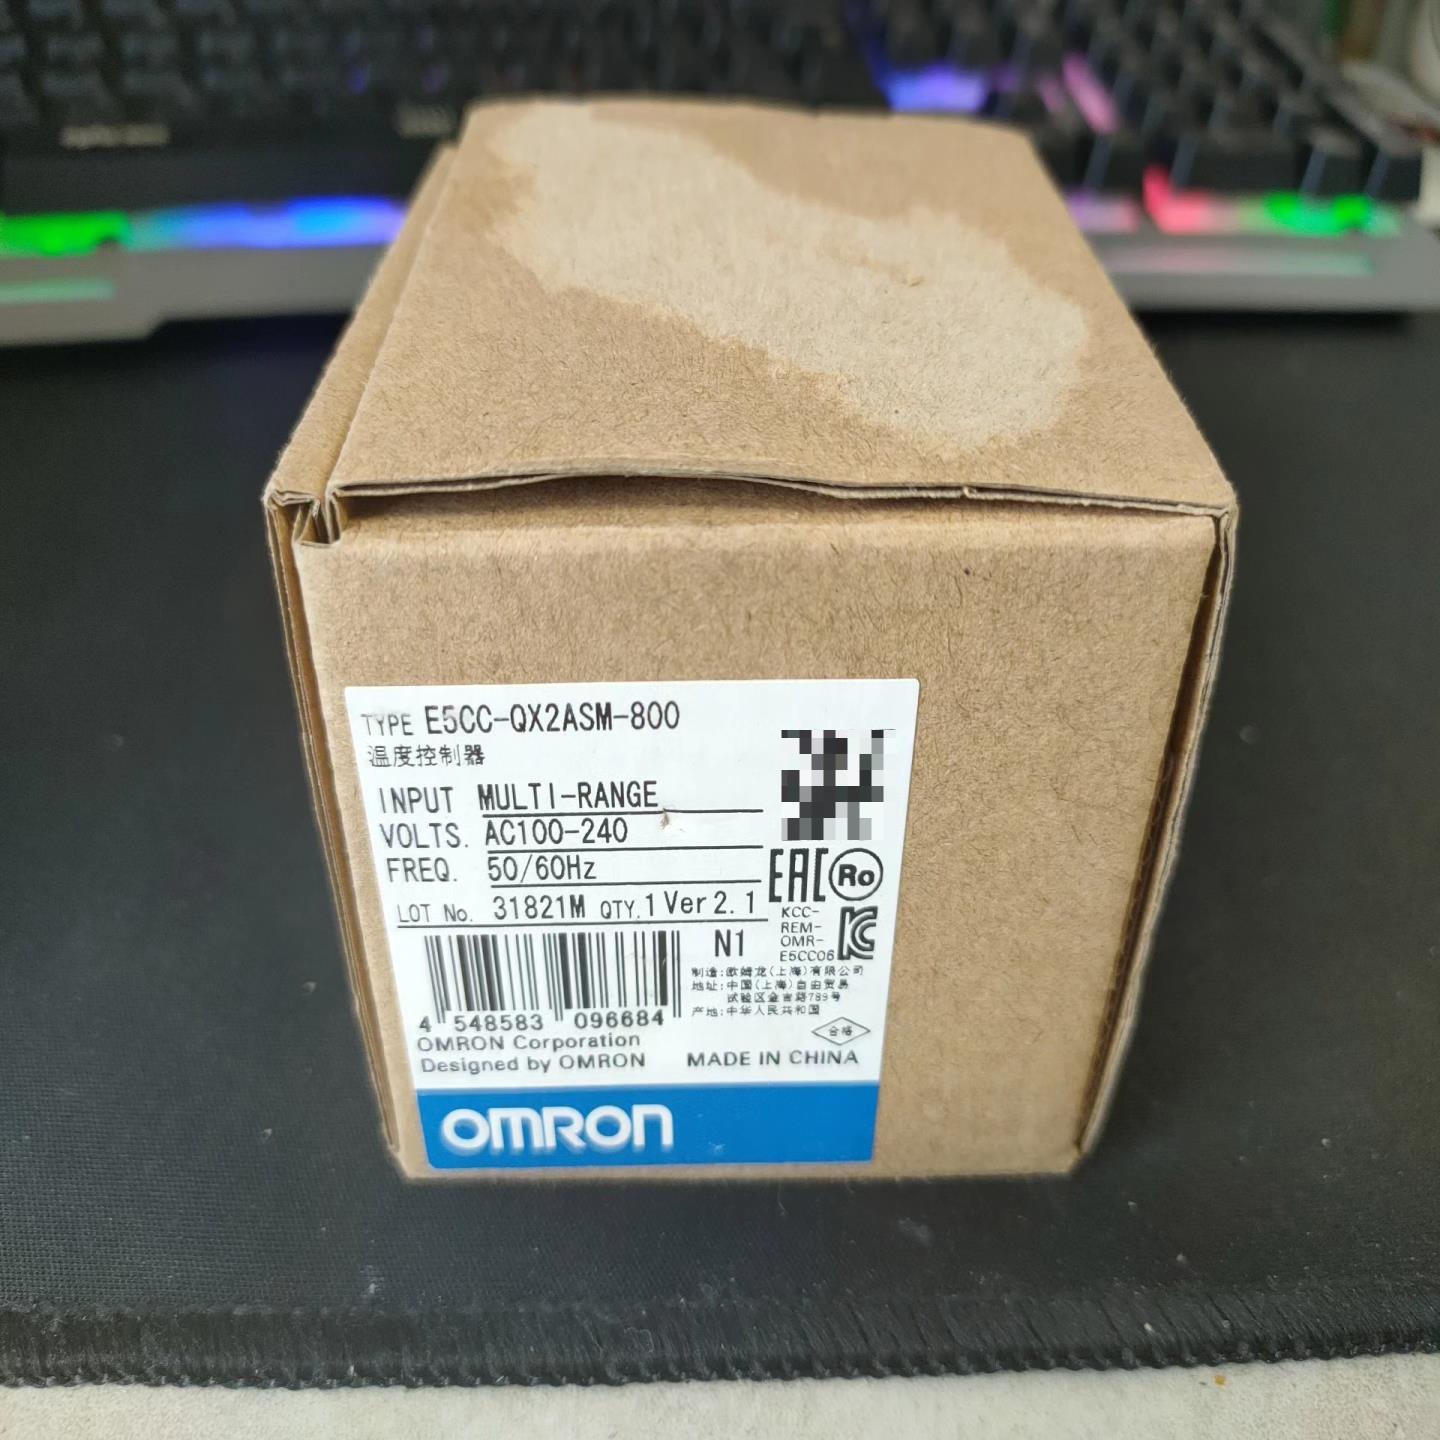 TYPE E5CC-QX2ASM-800
温度控制器
INPUT MULTI-RANGE
VOLTS. AC100-240
FREQ. 50/60Hz
LOT No. 31821M QTY.1 Ver2.1
N1
EAC
Ro
KCC-
REM-
OMR-
E5CC06
KC
制造:欧姆龙(上海)有限公司
地址:中国(上海)自由贸易
试验区金吉路789号
产地:中华人民共和国
合格
4 548583 096684
OMRON Corporation
Designed by OMRON MADE IN CHINA
OMRON